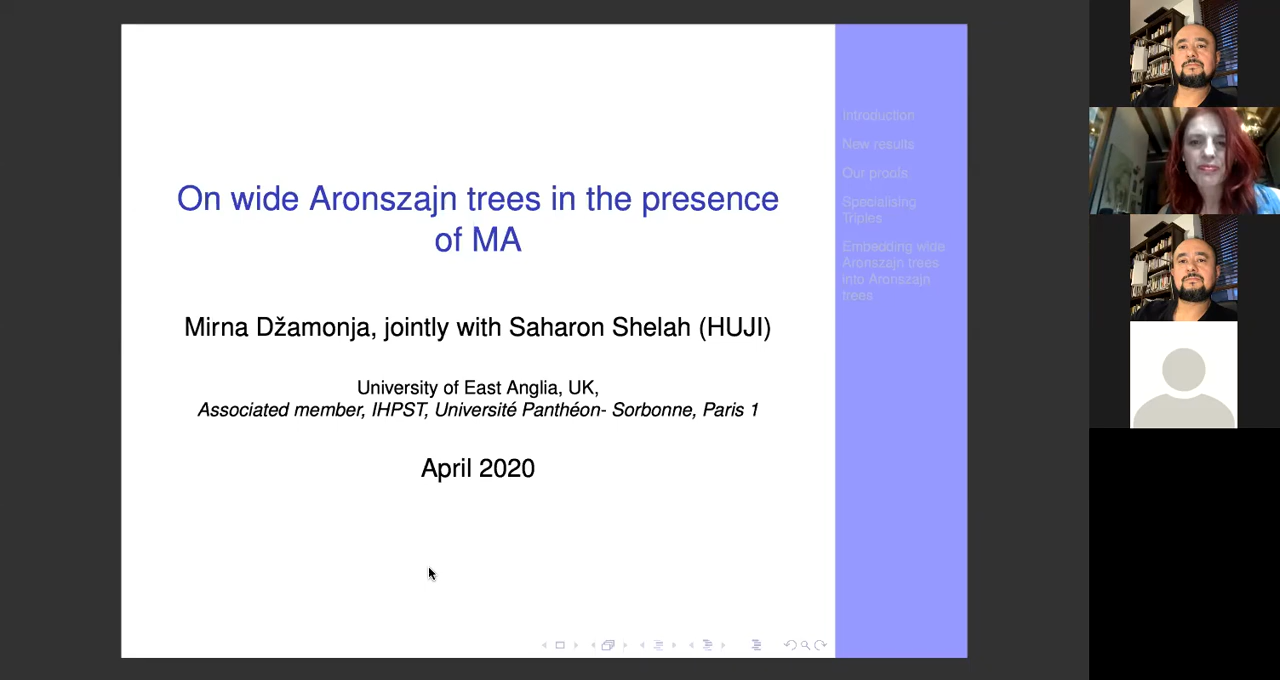 On wide Aronszajn trees in the presence
of MA
Mirna Džamonja, jointly with Saharon Shelah (HUJI)
University of East Anglia, UK,
Associated member, IHPST, Université Panthéon- Sorbonne, Paris 1
April 2020
Introduction
New results
Our proofs
Specialising
Triples
Embedding wide
Aronszajn trees
into Aronszajn
trees